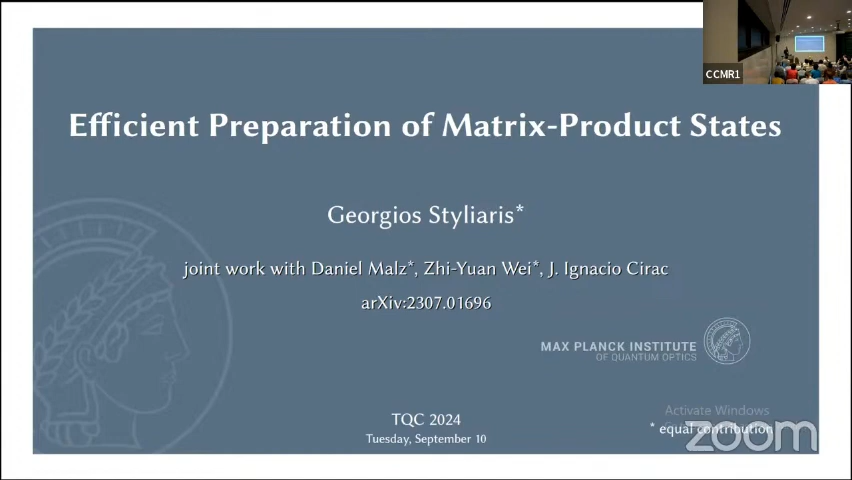 CCMR1
Efficient Preparation of Matrix-Product States
Georgios Styliaris*
joint work with Daniel Malz*, Zhi-Yuan Wei*, J. Ignacio Cirac
arXiv:2307.01696
MAX PLANCK INSTITUTE
OF QUANTUM OPTICS
TQC 2024
Tuesday, September 10
Activate Windows
* equal contribution
zoom